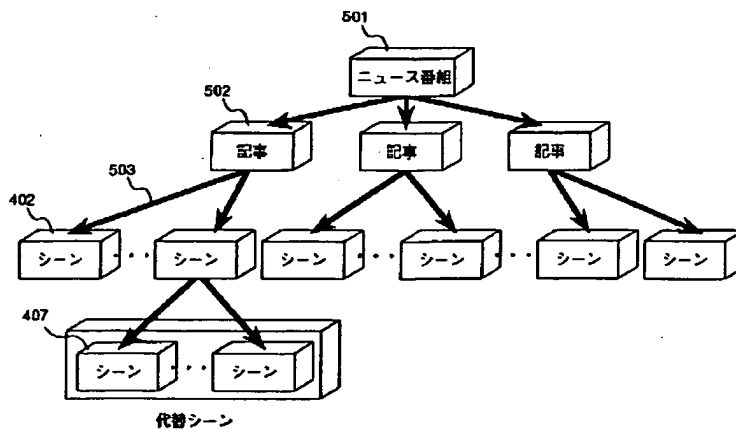 501
ニュース番組
502
記事
記事
記事
503
402
シーン
シーン
シーン
シーン
シーン
シーン
407
シーン
シーン
代替シーン